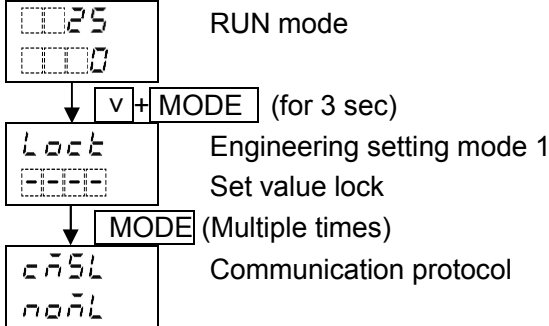 25 RUN mode
0
∨ + MODE (for 3 sec)
Lock Engineering setting mode 1
---- Set value lock
MODE (Multiple times)
cmSL Communication protocol
nomL